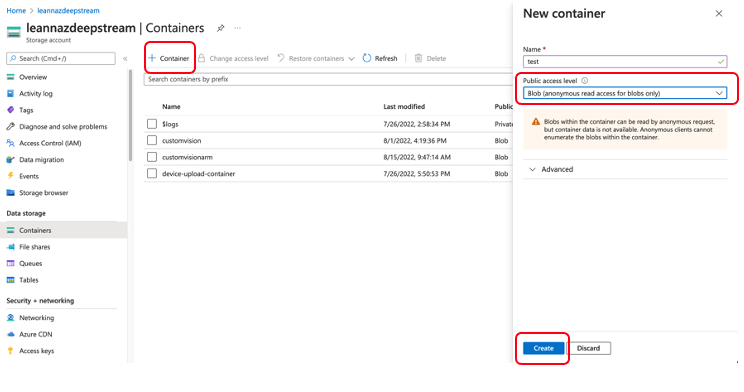 Home > leannazdeepstream
leannazdeepstream | Containers
Storage account
Search (Cmd+/)
«
Overview
Activity log
Tags
Diagnose and solve problems
Access Control (IAM)
Data migration
Events
Storage browser
Data storage
Containers
File shares
Queues
Tables
Security + networking
Networking
Azure CDN
Access keys
+ Container Change access level Restore containers Refresh Delete
Search containers by prefix
Name Last modified Public
$logs 7/26/2022, 2:58:34 PM Private
customvision 8/1/2022, 4:19:36 PM Blob
customvisionarm 8/15/2022, 9:47:14 AM Blob
device-upload-container 7/26/2022, 5:50:53 PM Blob
New container
Name *
test
Public access level
Blob (anonymous read access for blobs only)
Blobs within the container can be read by anonymous request,
but container data is not available. Anonymous clients cannot
enumerate the blobs within the container.
Advanced
Create Discard